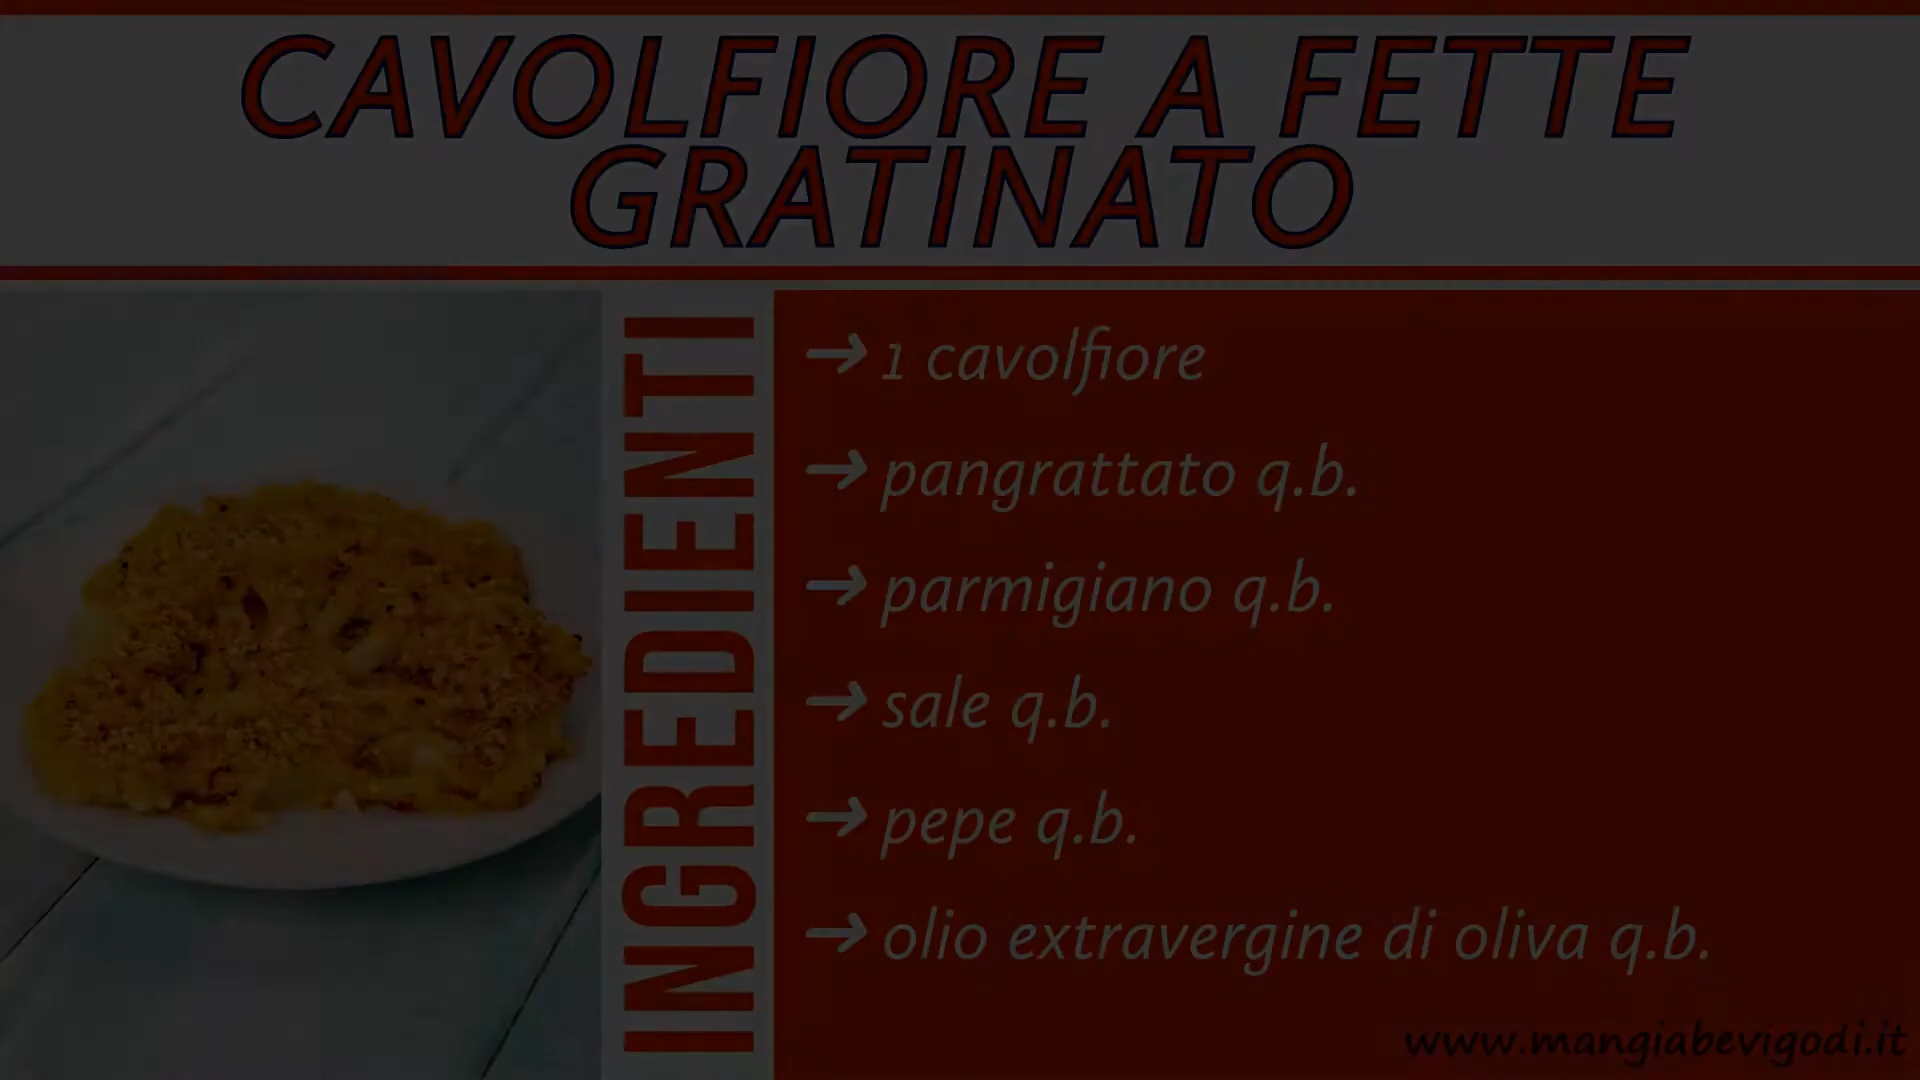 CAVOLFIORE A FETTE
GRATINATO
INGREDIENTI
→ 1 cavolfiore
→ pangrattato q.b.
→ parmigiano q.b.
→ sale q.b.
→ pepe q.b.
→ olio extravergine di oliva q.b.
www.mangiabevigodi.it